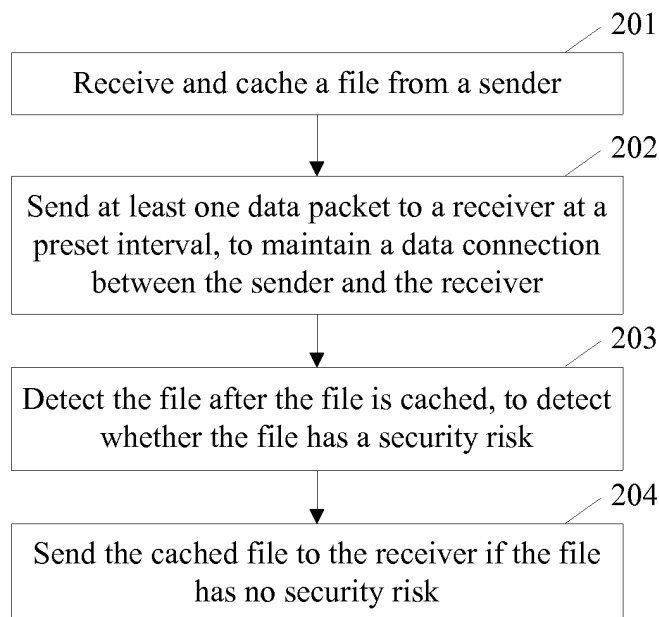 201
Receive and cache a file from a sender
202
Send at least one data packet to a receiver at a
preset interval, to maintain a data connection
between the sender and the receiver
203
Detect the file after the file is cached, to detect
whether the file has a security risk
204
Send the cached file to the receiver if the file
has no security risk